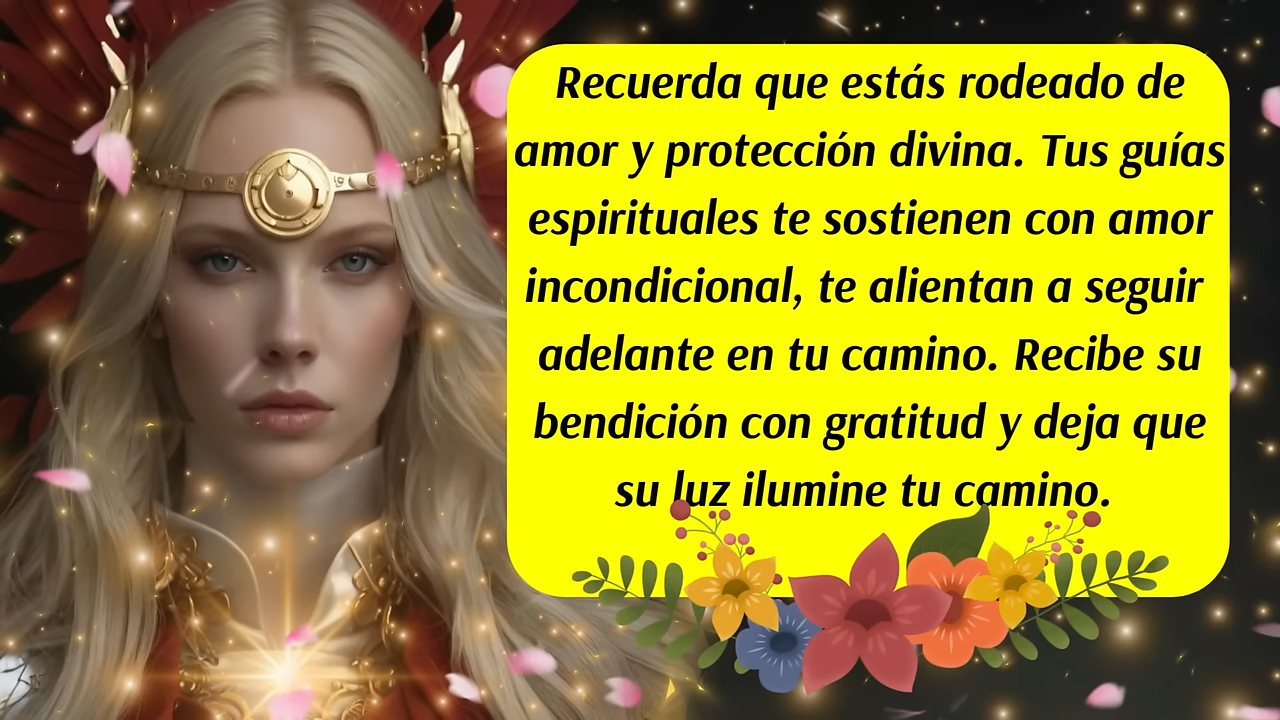 Recuerda que estás rodeado de
amor y protección divina. Tus guías
espirituales te sostienen con amor
incondicional, te alientan a seguir
adelante en tu camino. Recibe su
bendición con gratitud y deja que
su luz ilumine tu camino.